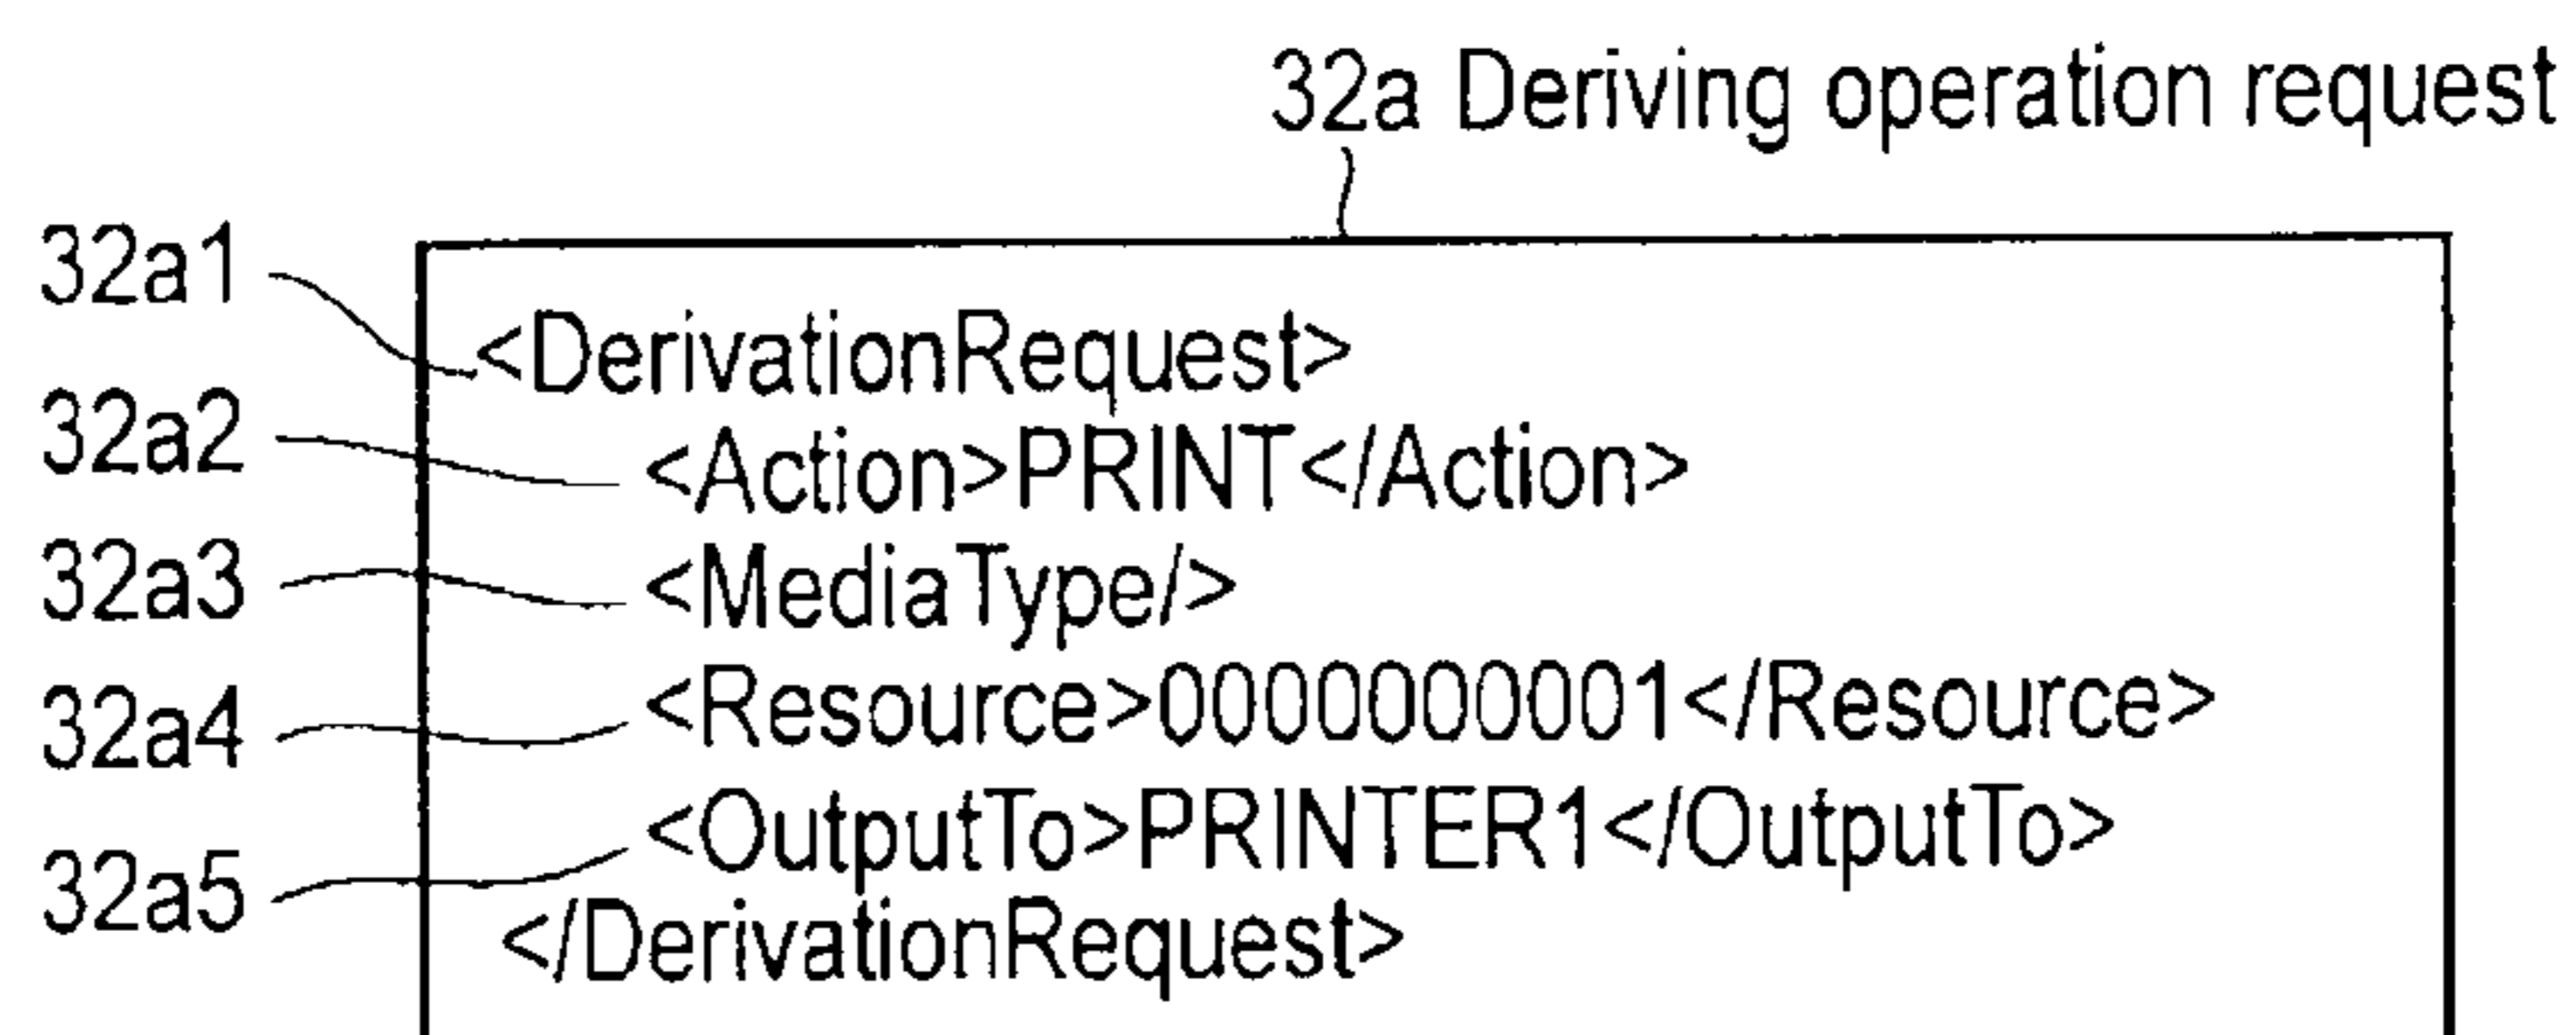 32a Deriving operation request
32a1
<DerivationRequest>
32a2
<Action>PRINT</Action>
32a3
<MediaType/>
32a4
<Resource>0000000001</Resource>
32a5
<OutputTo>PRINTER1</OutputTo>
</DerivationRequest>